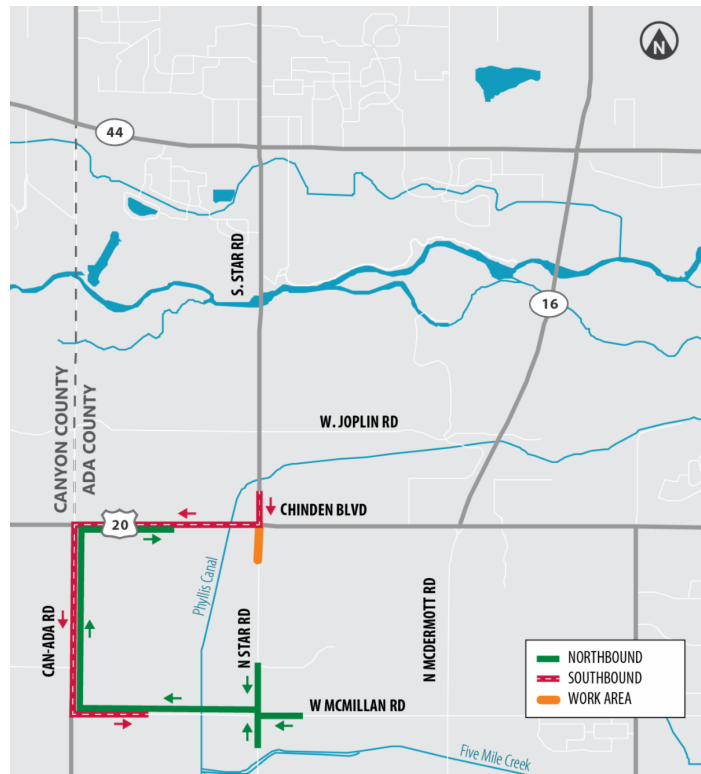 N
44
S. STAR RD
16
CANYON COUNTY
ADA COUNTY
W. JOPLIN RD
CHINDEN BLVD
20
Phyllis Canal
CAN-ADA RD
N STAR RD
N MCDERMOTT RD
W MCMILLAN RD
NORTHBOUND
SOUTHBOUND
WORK AREA
Five Mile Creek